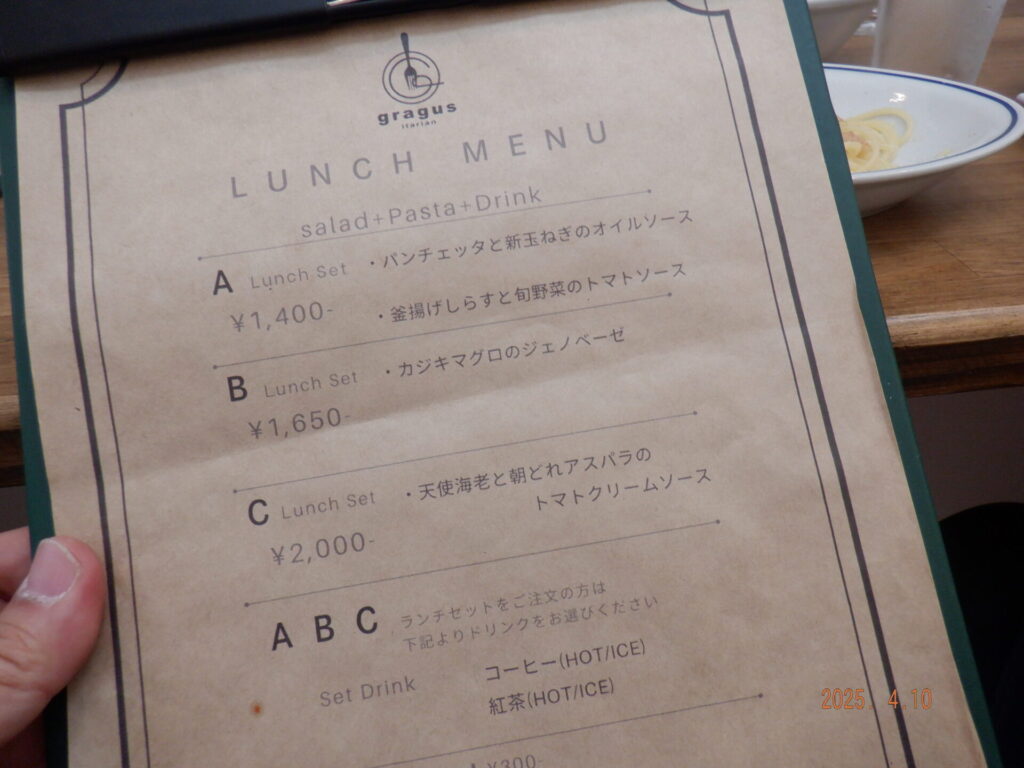 gragus
itarian
LUNCH MENU
salad+Pasta+Drink
A Lunch Set ・パンチェッタと新玉ねぎのオイルソース
¥1,400- ・釜揚げしらすと旬野菜のトマトソース
B Lunch Set ・カジキマグロのジェノベーゼ
¥1,650-
C Lunch Set ・天使海老と朝どれアスパラの
トマトクリームソース
¥2,000-
A B C ランチセットをご注文の方は
下記よりドリンクをお選びください
Set Drink コーヒー(HOT/ICE)
紅茶(HOT/ICE)
¥300-
2025. 4.10